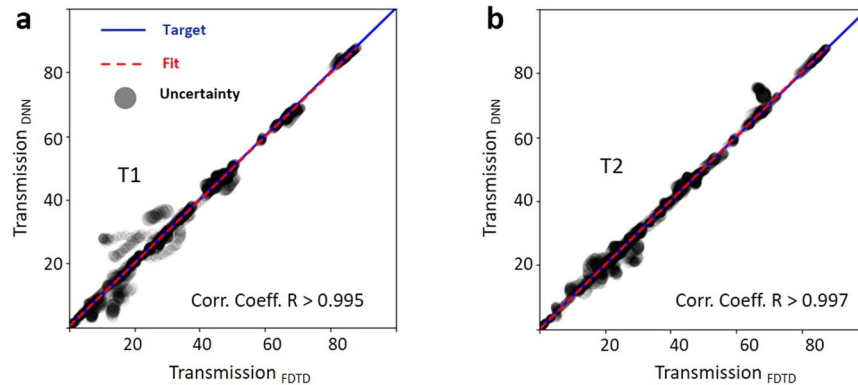 a
Target
Fit
Uncertainty
T1
Corr. Coeff. R > 0.995
Transmission DNN
80
60
40
20
20 40 60 80
Transmission FDTD
b
T2
Corr. Coeff. R > 0.997
Transmission DNN
80
60
40
20
20 40 60 80
Transmission FDTD